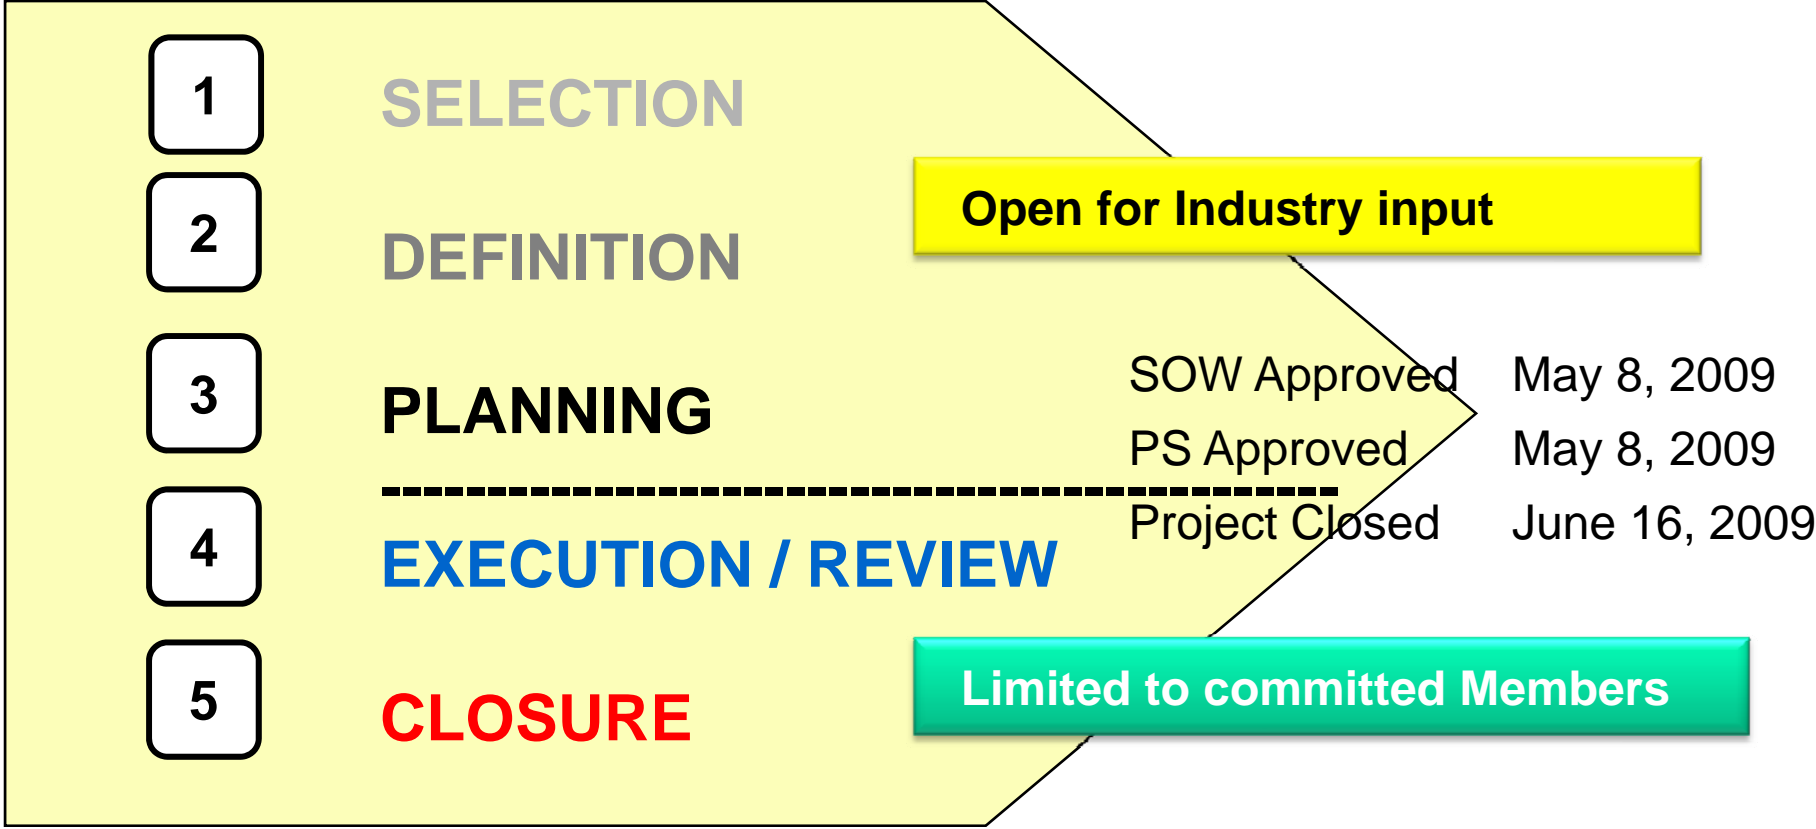 1 SELECTION
Open for Industry input
2 DEFINITION
SOW Approved May 8, 2009
3 PLANNING
PS Approved May 8, 2009
Project Closed June 16, 2009
4 EXECUTION / REVIEW
Limited to committed Members
5 CLOSURE